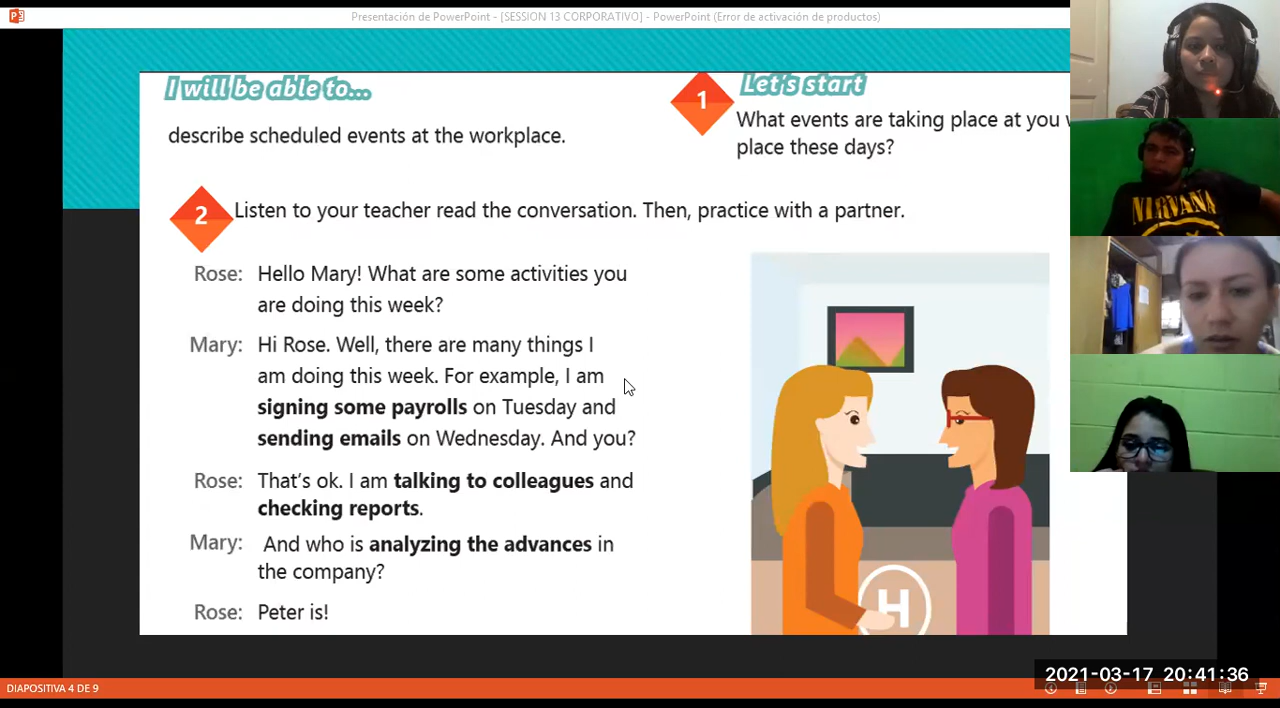 Presentación de PowerPoint - [SESSION 13 CORPORATIVO] - PowerPoint (Error de activación de productos)
I will be able to...
describe scheduled events at the workplace.
1
Let's start
What events are taking place at you
place these days?
2
Listen to your teacher read the conversation. Then, practice with a partner.
Rose: Hello Mary! What are some activities you
are doing this week?
Mary: Hi Rose. Well, there are many things I
am doing this week. For example, I am
signing some payrolls on Tuesday and
sending emails on Wednesday. And you?
Rose: That's ok. I am talking to colleagues and
checking reports.
Mary: And who is analyzing the advances in
the company?
Rose: Peter is!
H
NIRVANA
2021-03-17 20:41:36
DIAPOSITIVA 4 DE 9